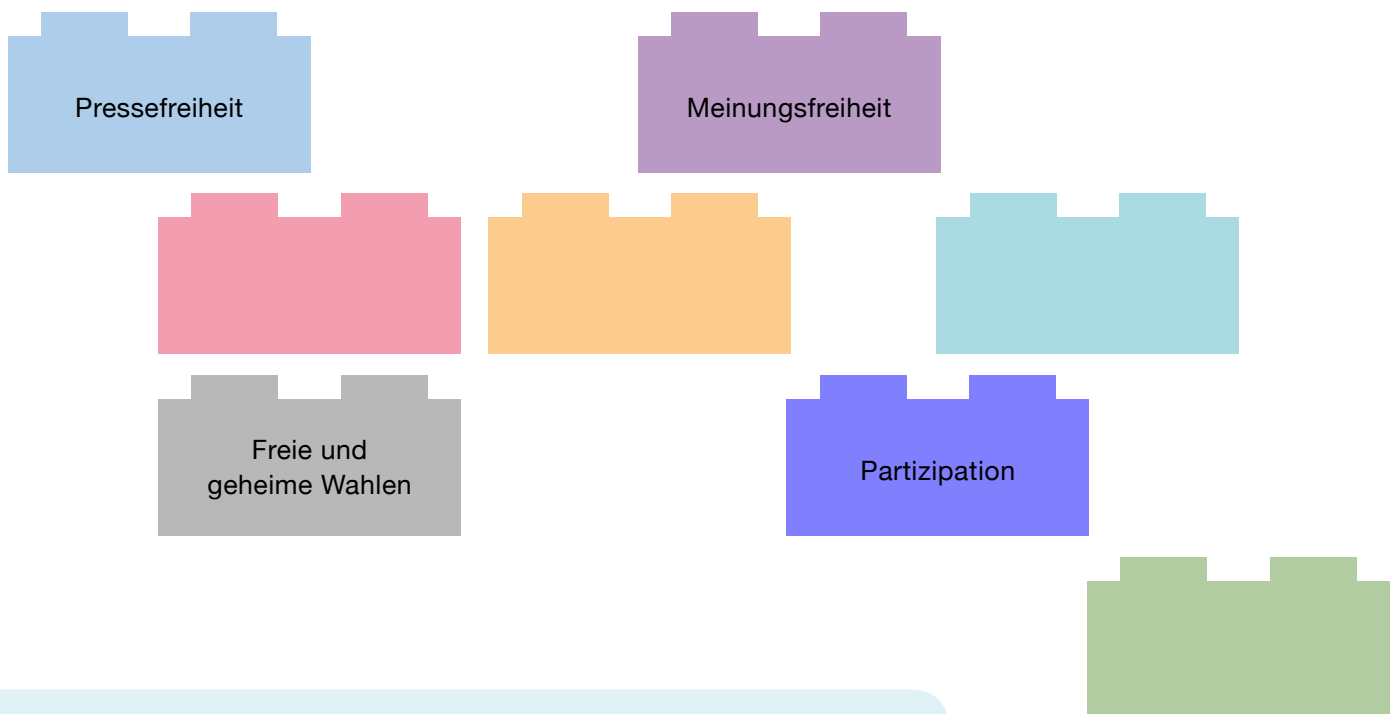 Pressefreiheit
Meinungsfreiheit
Freie und
geheime Wahlen
Partizipation